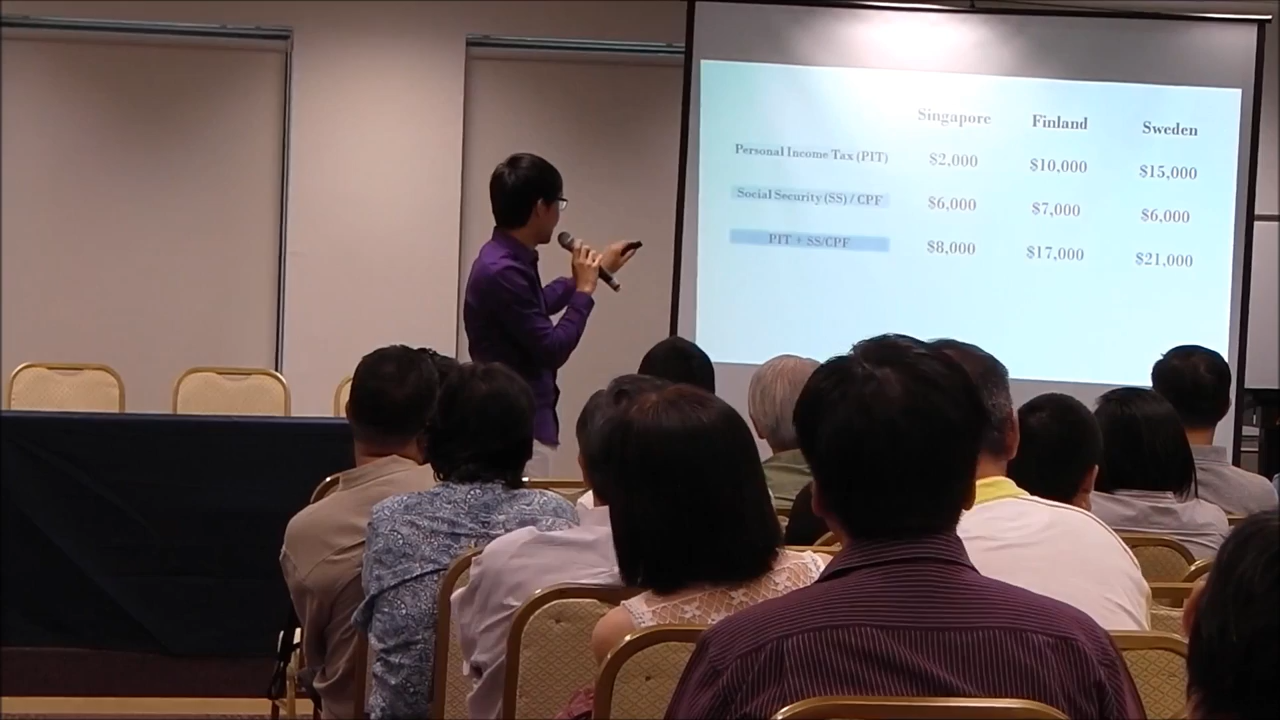 Singapore Finland Sweden
Personal Income Tax (PIT) $2,000 $10,000 $15,000
Social Security (SS) / CPF $6,000 $7,000 $6,000
PIT + SS/CPF $8,000 $17,000 $21,000